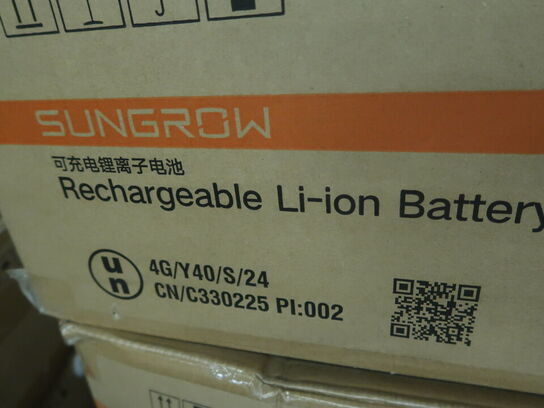 SUNGROW
可充电锂离子电池
Rechargeable Li-ion Battery
un
4G/Y40/S/24
CN/C330225 PI:002